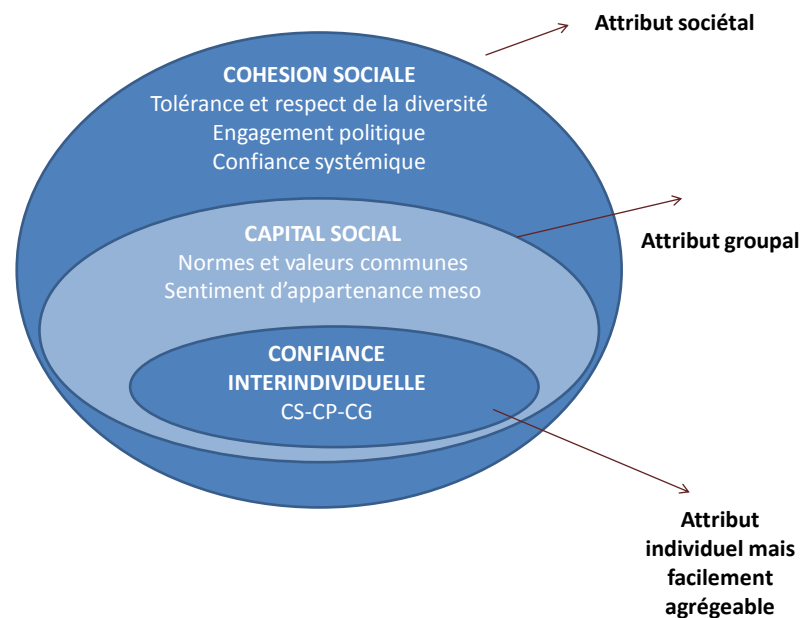 Attribut sociétal
COHESION SOCIALE
Tolérance et respect de la diversité
Engagement politique
Confiance systémique
CAPITAL SOCIAL
Normes et valeurs communes
Sentiment d'appartenance meso
Attribut groupal
CONFIANCE
INTERINDIVIDUELLE
CS-CP-CG
Attribut
individuel mais
facilement
agrégeable